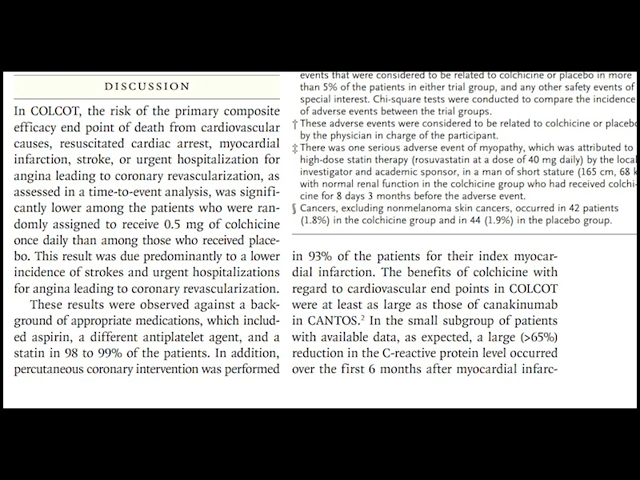 DISCUSSION
In COLCOT, the risk of the primary composite
efficacy end point of death from cardiovascular
causes, resuscitated cardiac arrest, myocardial
infarction, stroke, or urgent hospitalization for
angina leading to coronary revascularization, as
assessed in a time-to-event analysis, was signifi-
cantly lower among the patients who were ran-
domly assigned to receive 0.5 mg of colchicine
once daily than among those who received place-
bo. This result was due predominantly to a lower
incidence of strokes and urgent hospitalizations
for angina leading to coronary revascularization.
These results were observed against a back-
ground of appropriate medications, which includ-
ed aspirin, a different antiplatelet agent, and a
statin in 98 to 99% of the patients. In addition,
percutaneous coronary intervention was performed
events that were considered to be related to colchicine or placebo in more
than 5% of the patients in either trial group, and any other safety events of
special interest. Chi-square tests were conducted to compare the incidence
of adverse events between the trial groups.
† These adverse events were considered to be related to colchicine or placebo
by the physician in charge of the participant.
‡ There was one serious adverse event of myopathy, which was attributed to
high-dose statin therapy (rosuvastatin at a dose of 40 mg daily) by the local
investigator and academic sponsor, in a man of short stature (165 cm, 68 k
with normal renal function in the colchicine group who had received colchi-
cine for 8 days 3 months before the adverse event.
§ Cancers, excluding nonmelanoma skin cancers, occurred in 42 patients
(1.8%) in the colchicine group and in 44 (1.9%) in the placebo group.
in 93% of the patients for their index myocar-
dial infarction. The benefits of colchicine with
regard to cardiovascular end points in COLCOT
were at least as large as those of canakinumab
in CANTOS.2 In the small subgroup of patients
with available data, as expected, a large (>65%)
reduction in the C-reactive protein level occurred
over the first 6 months after myocardial infarc-